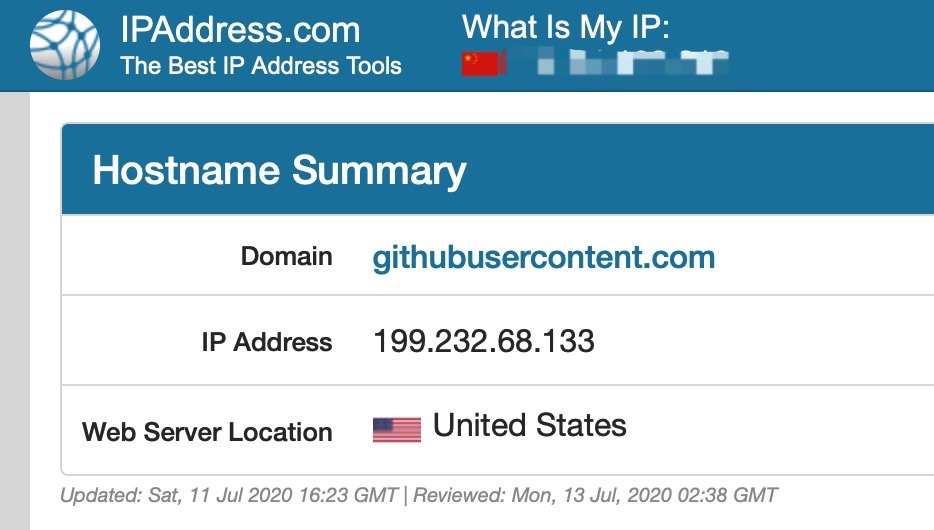 IPAddress.com
The Best IP Address Tools
What Is My IP:
Hostname Summary
Domain githubusercontent.com
IP Address 199.232.68.133
Web Server Location United States
Updated: Sat, 11 Jul 2020 16:23 GMT | Reviewed: Mon, 13 Jul, 2020 02:38 GMT